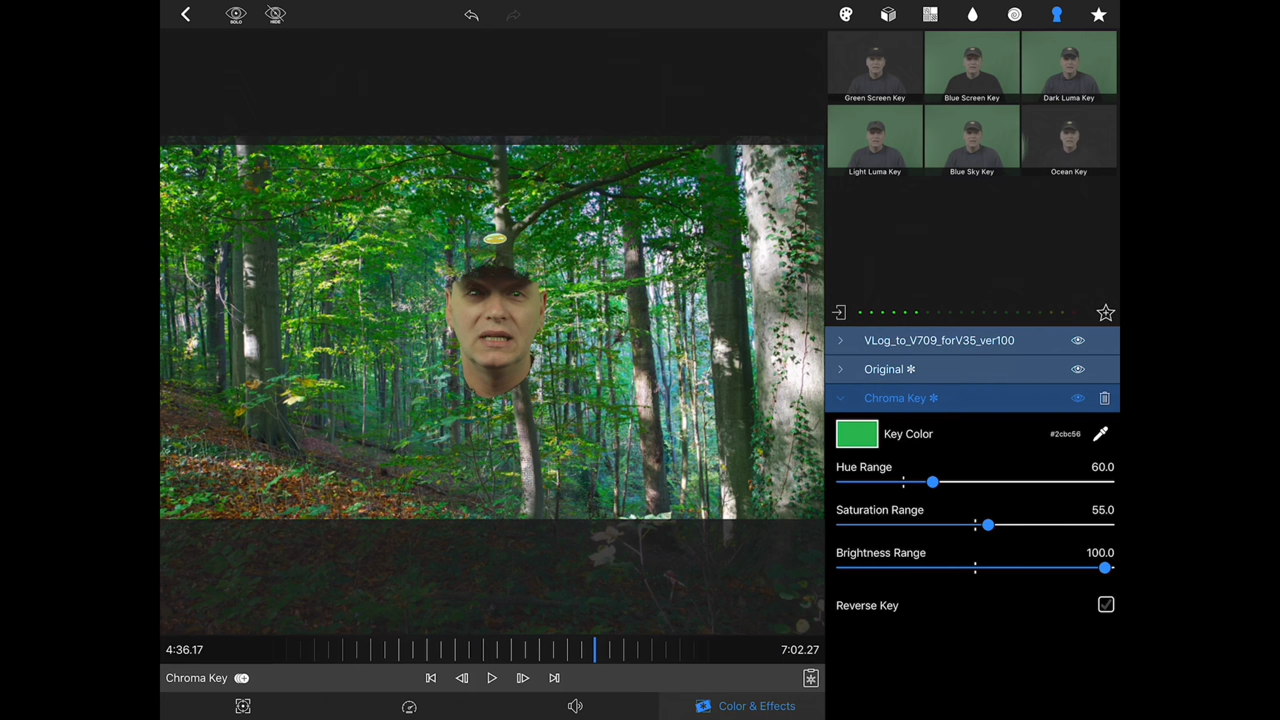 SOLO
HIDE
Green Screen Key
Blue Screen Key
Dark Luma Key
Light Luma Key
Blue Sky Key
Ocean Key
VLog_to_V709_forV35_ver100
Original ✻
Chroma Key ✻
Key Color #2cbc56
Hue Range 60.0
Saturation Range 55.0
Brightness Range 100.0
Reverse Key
4:36.17 7:02.27
Chroma Key
Color & Effects